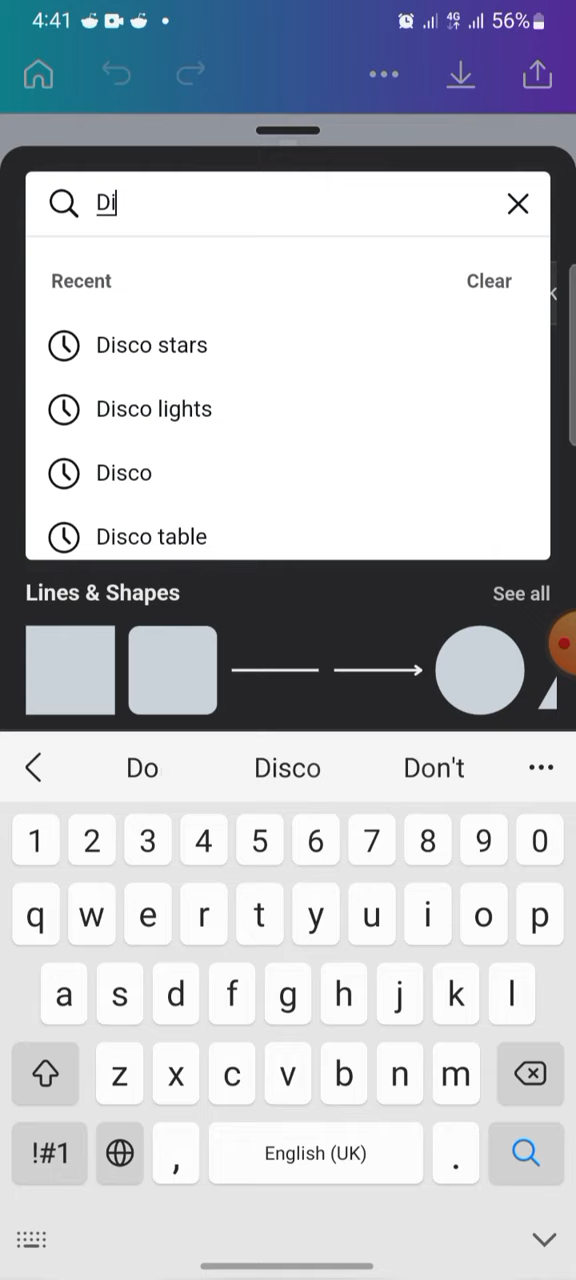 4:41
4G
56%
Di
Recent
Clear
Disco stars
Disco lights
Disco
Disco table
Lines & Shapes
See all
Do
Disco
Don't
1 2 3 4 5 6 7 8 9 0
q w e r t y u i o p
a s d f g h j k l
z x c v b n m
!#1 , English (UK) .